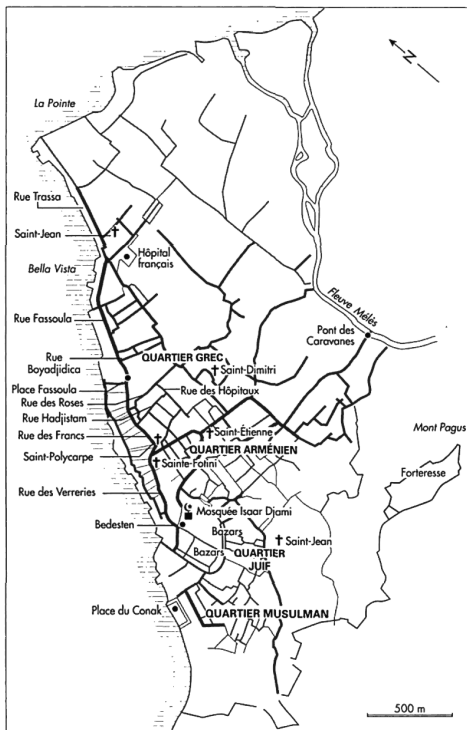 N
La Pointe
Rue Trassa
Saint-Jean
Hôpital
français
Bella Vista
Rue Fassoula
Fleuve Mélès
Pont des
Caravanes
Rue
Boyadjidica
QUARTIER GREC
Saint-Dimitri
Place Fassoula
Rue des Roses
Rue des Hôpitaux
Rue Hadjistam
Rue des Francs
Saint-Étienne
Mont Pagus
QUARTIER ARMÉNIEN
Saint-Polycarpe
Sainte-Fotini
Forteresse
Rue des Verreries
Mosquée Isaar Djami
Bedesten
Bazars
Saint-Jean
Bazars
QUARTIER
JUIF
Place du Conak
QUARTIER MUSULMAN
500 m